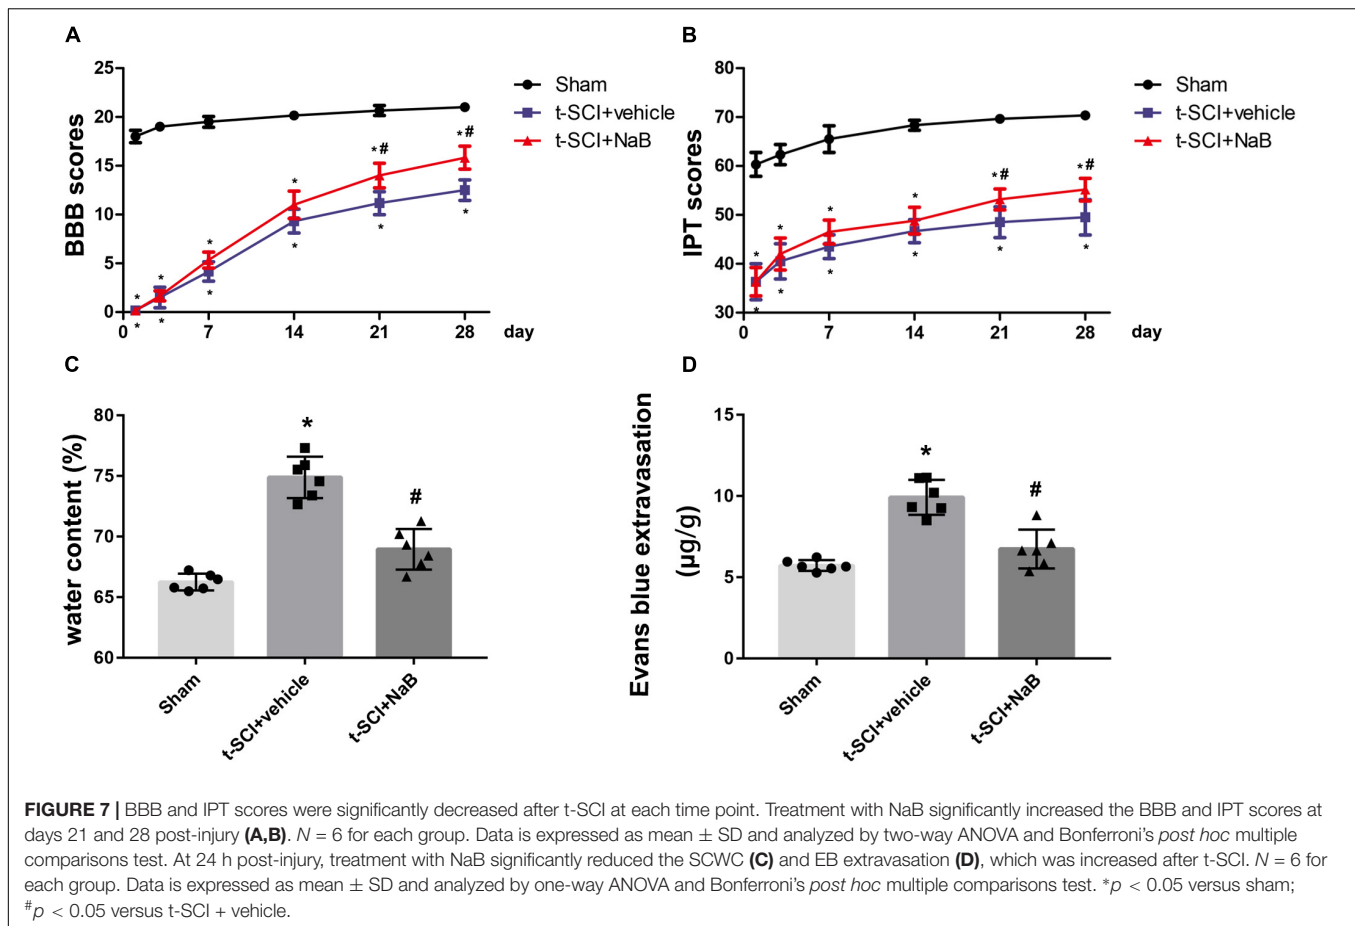 A
25
20
15
10
5
0
BBB scores
0
7
14
21
28
day
Sham
t-SCI+vehicle
t-SCI+NaB
*
*
*
*
*
*
*
*
*#
*
*#
*
B
80
70
60
50
40
30
IPT scores
0
7
14
21
28
day
Sham
t-SCI+vehicle
t-SCI+NaB
*
*
*
*
*
*
*
*
*#
*
*#
*
C
80
75
70
65
60
water content (%)
*
#
Sham
t-SCI+vehicle
t-SCI+NaB
D
15
10
5
0
Evans blue extravasation
(μg/g)
*
#
Sham
t-SCI+vehicle
t-SCI+NaB
FIGURE 7 | BBB and IPT scores were significantly decreased after t-SCI at each time point. Treatment with NaB significantly increased the BBB and IPT scores at
days 21 and 28 post-injury (A,B). N = 6 for each group. Data is expressed as mean ± SD and analyzed by two-way ANOVA and Bonferroni's post hoc multiple
comparisons test. At 24 h post-injury, treatment with NaB significantly reduced the SCWC (C) and EB extravasation (D), which was increased after t-SCI. N = 6 for
each group. Data is expressed as mean ± SD and analyzed by one-way ANOVA and Bonferroni's post hoc multiple comparisons test. *p < 0.05 versus sham;
#p < 0.05 versus t-SCI + vehicle.